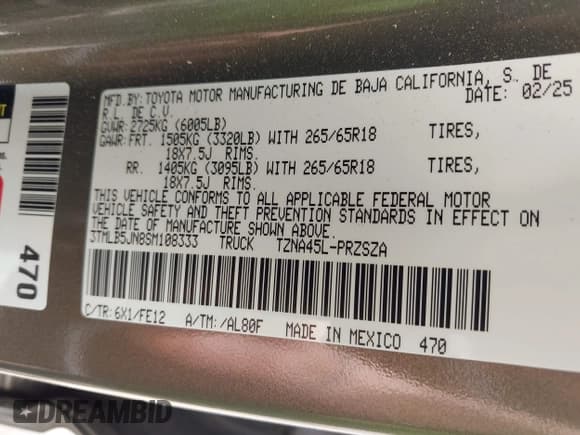 MFD.BY:TOYOTA MOTOR MANUFACTURING DE BAJA CALIFORNIA, S. DE
R.L. DE C.V. DATE: 02/25
GVWR: 2725KG (6005LB)
GAWR:FRT. 1505KG (3320LB) WITH 265/65R18 TIRES,
18X7.5J RIMS.
RR. 1405KG (3095LB) WITH 265/65R18 TIRES,
18X7.5J RIMS.
THIS VEHICLE CONFORMS TO ALL APPLICABLE FEDERAL MOTOR
VEHICLE SAFETY AND THEFT PREVENTION STANDARDS IN EFFECT ON
THE DATE OF MANUFACTURE SHOWN ABOVE.
3TMLB5JN8SM108333 TRUCK TZNA45L-PRZSZA
C/TR:6X1/FE12 A/TM:/AL80F MADE IN MEXICO 470
470
DREAMBID